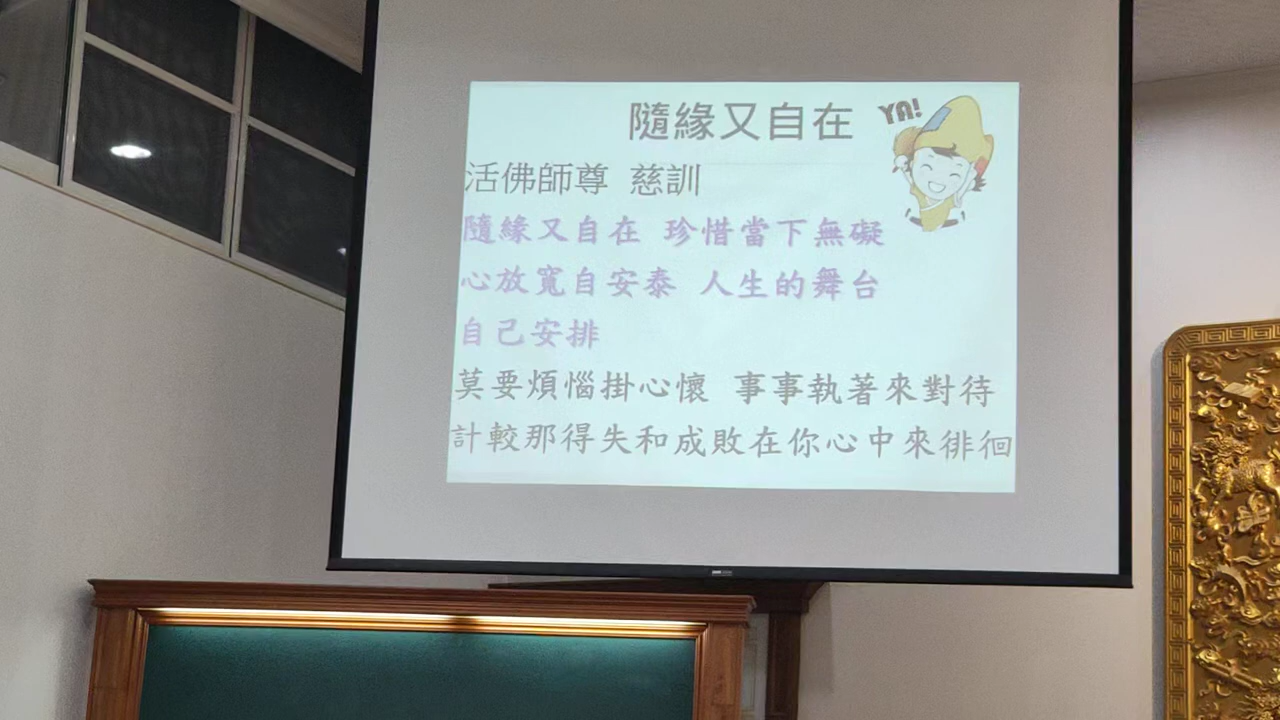 隨緣又自在
YA!
活佛師尊 慈訓
隨緣又自在 珍惜當下無礙
心放寬自安泰 人生的舞台
自己安排
莫要煩惱掛心懷 事事執著來對待
計較那得失和成敗在你心中來徘徊